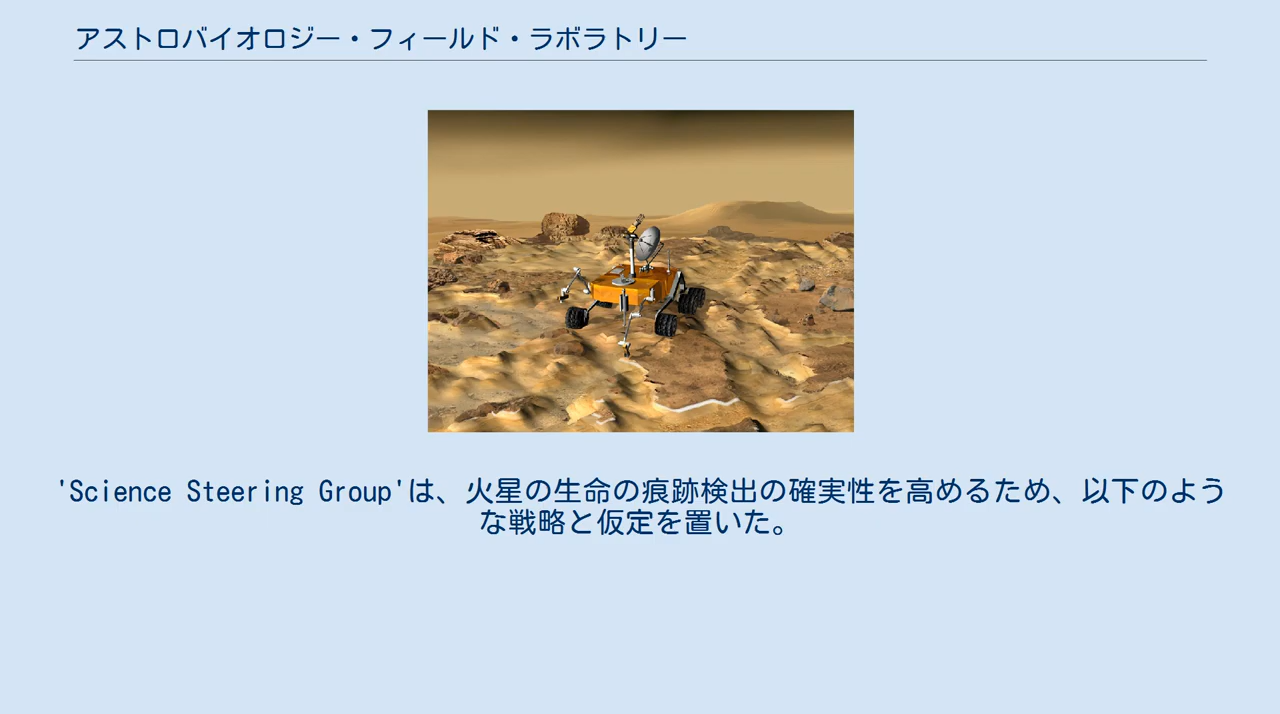 アストロバイオロジー・フィールド・ラボラトリー
'Science Steering Group'は、火星の生命の痕跡検出の確実性を高めるため、以下のよう
な戦略と仮定を置いた。